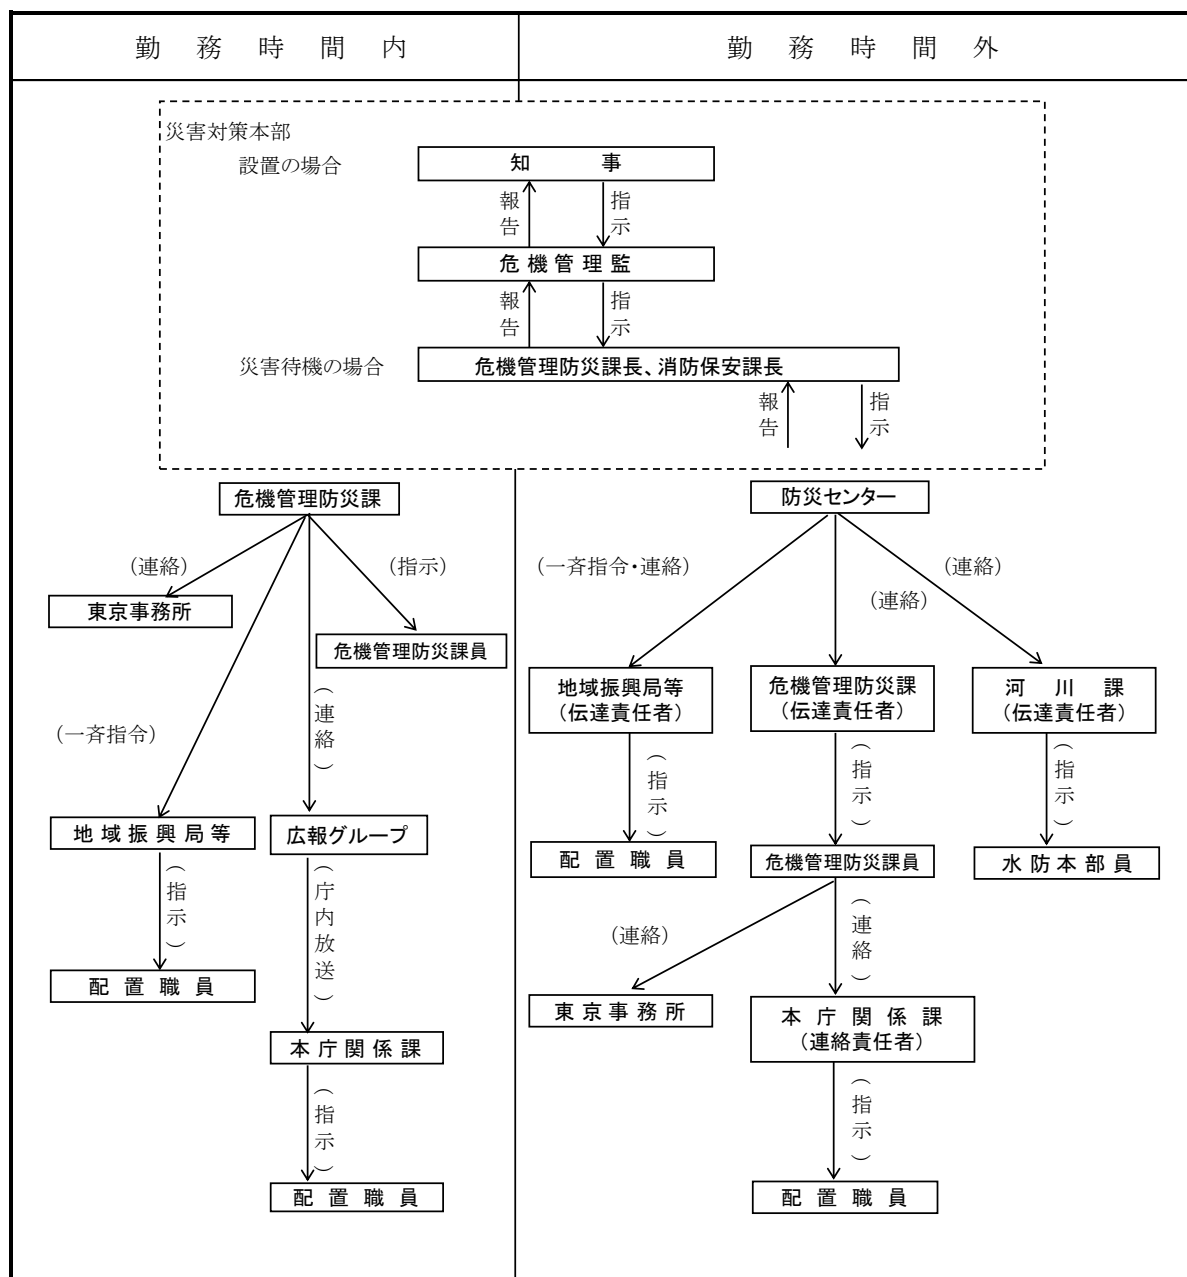 勤務時間内
勤務時間外
災害対策本部
設置の場合
知事
報告
指示
危機管理監
報告
指示
災害待機の場合
危機管理防災課長、消防保安課長
報告
指示
危機管理防災課
(連絡)
(指示)
東京事務所
危機管理防災課員
(一斉指令)
(連絡)
地域振興局等
広報グループ
(指示)
(庁内放送)
配置職員
本庁関係課
(指示)
配置職員
防災センター
(一斉指令・連絡)
(連絡)
(連絡)
地域振興局等
(伝達責任者)
危機管理防災課
(伝達責任者)
河川課
(伝達責任者)
(指示)
(指示)
(指示)
配置職員
危機管理防災課員
水防本部員
(連絡)
(連絡)
東京事務所
本庁関係課
(連絡責任者)
(指示)
配置職員